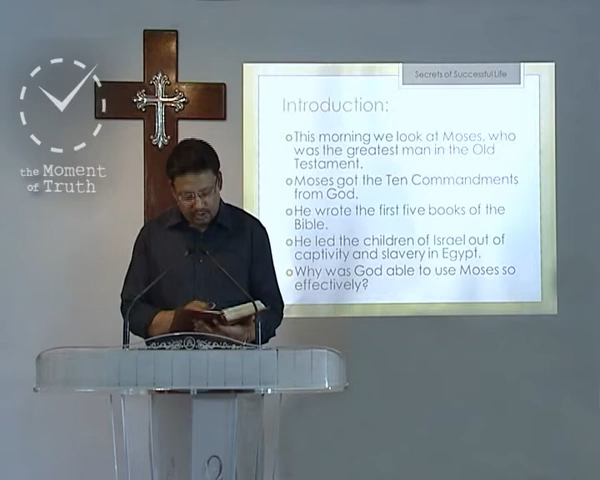 the Moment
of Truth
Secrets of Successful Life
Introduction:
This morning we look at Moses, who
was the greatest man in the Old
Testament.
Moses got the Ten Commandments
from God.
He wrote the first five books of the
Bible.
He led the children of Israel out of
captivity and slavery in Egypt.
Why was God able to use Moses so
effectively?